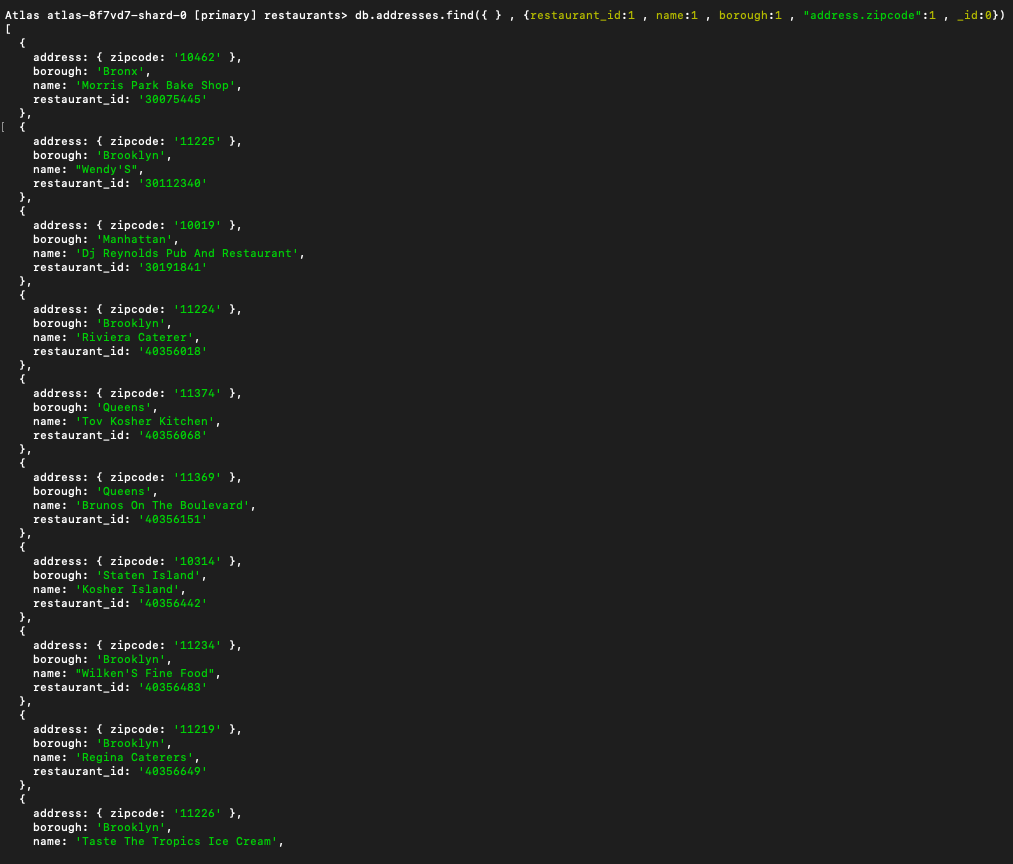 Atlas atlas-8f7vd7-shard-0 [primary] restaurants> db.addresses.find({ } , {restaurant_id:1 , name:1 , borough:1 , "address.zipcode":1 , _id:0})
[
  {
    address: { zipcode: '10462' },
    borough: 'Bronx',
    name: 'Morris Park Bake Shop',
    restaurant_id: '30075445'
  },
[ {
    address: { zipcode: '11225' },
    borough: 'Brooklyn',
    name: "Wendy'S",
    restaurant_id: '30112340'
  },
  {
    address: { zipcode: '10019' },
    borough: 'Manhattan',
    name: 'Dj Reynolds Pub And Restaurant',
    restaurant_id: '30191841'
  },
  {
    address: { zipcode: '11224' },
    borough: 'Brooklyn',
    name: 'Riviera Caterer',
    restaurant_id: '40356018'
  },
  {
    address: { zipcode: '11374' },
    borough: 'Queens',
    name: 'Tov Kosher Kitchen',
    restaurant_id: '40356068'
  },
  {
    address: { zipcode: '11369' },
    borough: 'Queens',
    name: 'Brunos On The Boulevard',
    restaurant_id: '40356151'
  },
  {
    address: { zipcode: '10314' },
    borough: 'Staten Island',
    name: 'Kosher Island',
    restaurant_id: '40356442'
  },
  {
    address: { zipcode: '11234' },
    borough: 'Brooklyn',
    name: "Wilken'S Fine Food",
    restaurant_id: '40356483'
  },
  {
    address: { zipcode: '11219' },
    borough: 'Brooklyn',
    name: 'Regina Caterers',
    restaurant_id: '40356649'
  },
  {
    address: { zipcode: '11226' },
    borough: 'Brooklyn',
    name: 'Taste The Tropics Ice Cream',